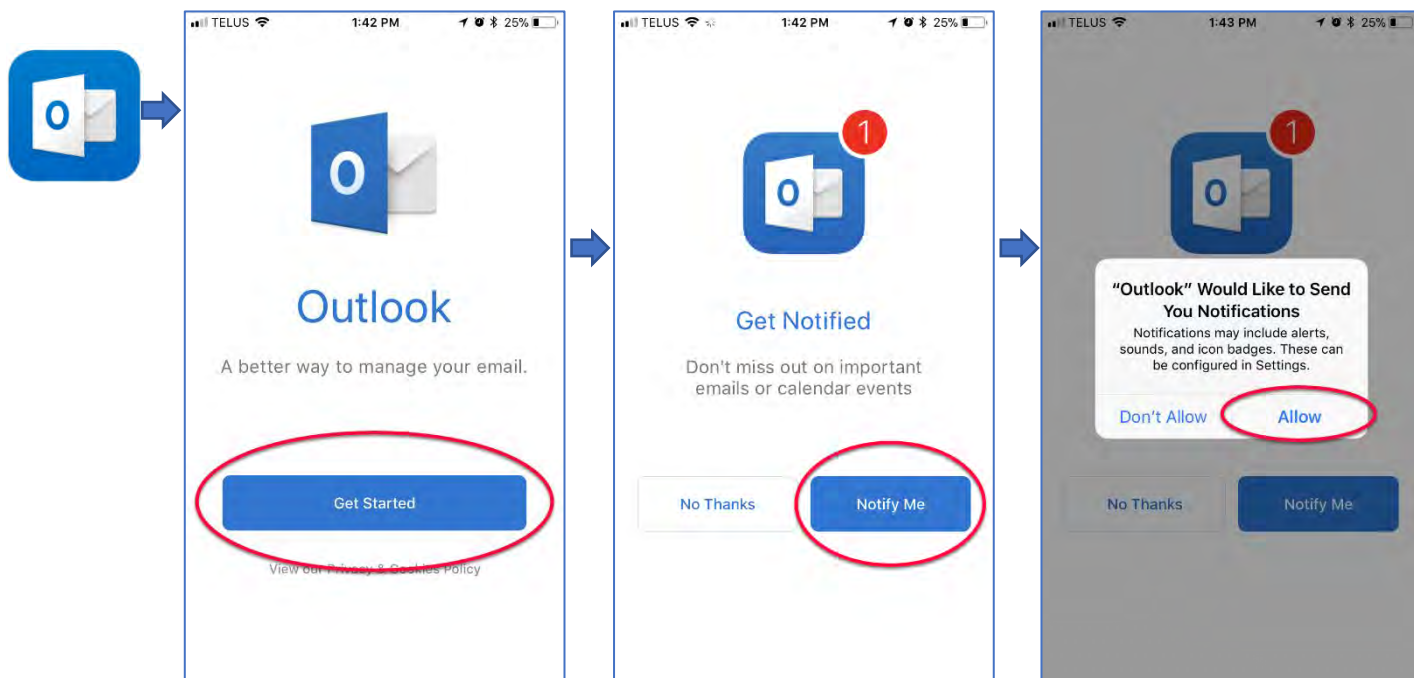 O
TELUS 1:42 PM 25%
O
Outlook
A better way to manage your email.
Get Started
View our Privacy & Cookies Policy
TELUS 1:42 PM 25%
1
O
Get Notified
Don't miss out on important
emails or calendar events
No Thanks Notify Me
TELUS 1:43 PM 25%
1
O
“Outlook” Would Like to Send
You Notifications
Notifications may include alerts,
sounds, and icon badges. These can
be configured in Settings.
Don't Allow Allow
No Thanks Notify Me